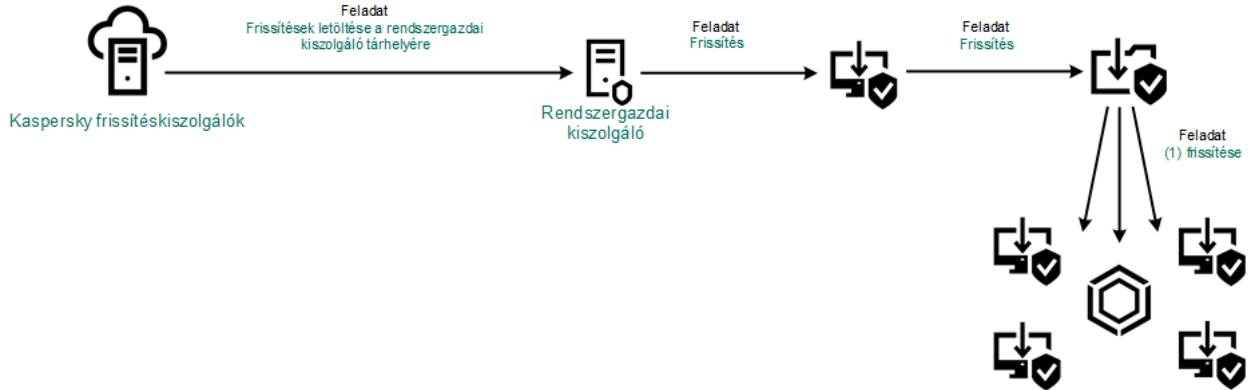 Feladat
Frissítések letöltése a rendszergazdai
kiszolgáló tárhelyére
Kaspersky frissítéskiszolgálók
Feladat
Frissítés
Rendszergazdai
kiszolgáló
Feladat
Frissítés
Feladat
(1) frissítése